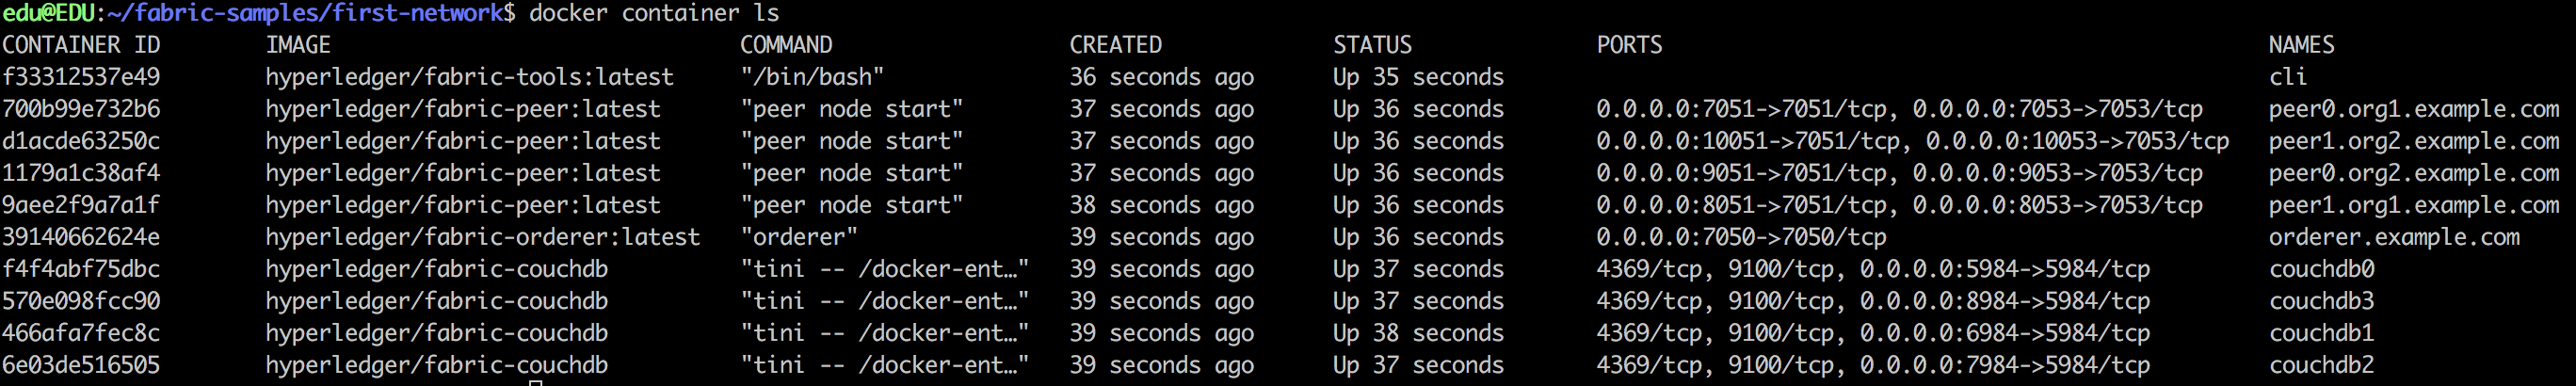 edu@EDU:~/fabric-samples/first-network$ docker container ls
CONTAINER ID        IMAGE                               COMMAND                  CREATED             STATUS              PORTS                                              NAMES
f33312537e49        hyperledger/fabric-tools:latest     "/bin/bash"              36 seconds ago      Up 35 seconds                                                          cli
700b99e732b6        hyperledger/fabric-peer:latest      "peer node start"        37 seconds ago      Up 36 seconds       0.0.0.0:7051->7051/tcp, 0.0.0.0:7053->7053/tcp     peer0.org1.example.com
d1acde63250c        hyperledger/fabric-peer:latest      "peer node start"        37 seconds ago      Up 36 seconds       0.0.0.0:10051->7051/tcp, 0.0.0.0:10053->7053/tcp   peer1.org2.example.com
1179a1c38af4        hyperledger/fabric-peer:latest      "peer node start"        37 seconds ago      Up 36 seconds       0.0.0.0:9051->7051/tcp, 0.0.0.0:9053->7053/tcp     peer0.org2.example.com
9aee2f9a7a1f        hyperledger/fabric-peer:latest      "peer node start"        38 seconds ago      Up 36 seconds       0.0.0.0:8051->7051/tcp, 0.0.0.0:8053->7053/tcp     peer1.org1.example.com
39140662624e        hyperledger/fabric-orderer:latest   "orderer"                39 seconds ago      Up 36 seconds       0.0.0.0:7050->7050/tcp                             orderer.example.com
f4f4abf75dbc        hyperledger/fabric-couchdb          "tini -- /docker-ent…"   39 seconds ago      Up 37 seconds       4369/tcp, 9100/tcp, 0.0.0.0:5984->5984/tcp         couchdb0
570e098fcc90        hyperledger/fabric-couchdb          "tini -- /docker-ent…"   39 seconds ago      Up 37 seconds       4369/tcp, 9100/tcp, 0.0.0.0:8984->5984/tcp         couchdb3
466afa7fec8c        hyperledger/fabric-couchdb          "tini -- /docker-ent…"   39 seconds ago      Up 38 seconds       4369/tcp, 9100/tcp, 0.0.0.0:6984->5984/tcp         couchdb1
6e03de516505        hyperledger/fabric-couchdb          "tini -- /docker-ent…"   39 seconds ago      Up 37 seconds       4369/tcp, 9100/tcp, 0.0.0.0:7984->5984/tcp         couchdb2